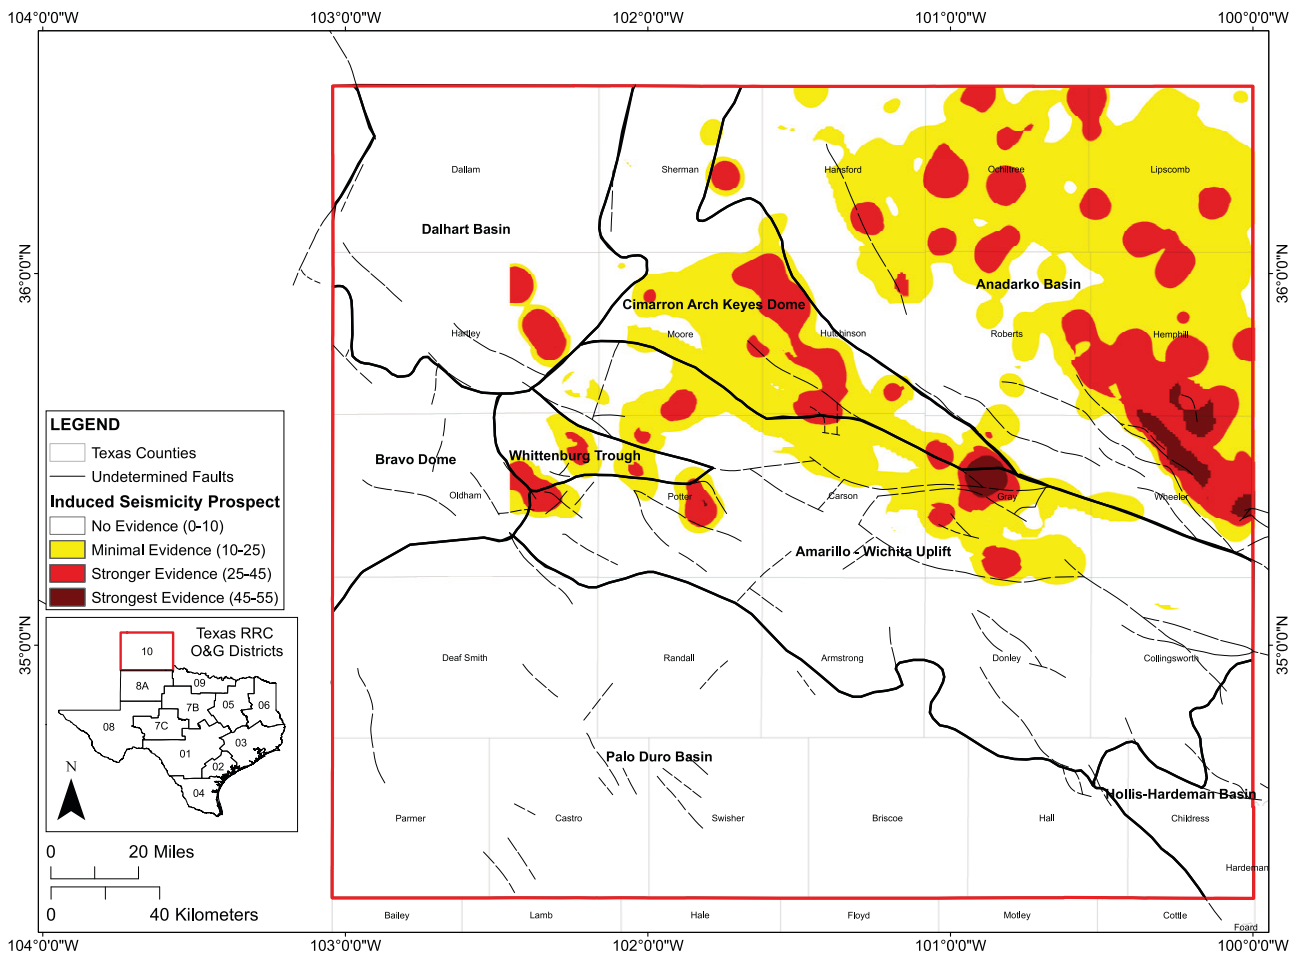 104°0'0"W 103°0'0"W 102°0'0"W 101°0'0"W 100°0'0"W
Dallam Sherman Hansford Ochiltree Lipscomb
Dalhart Basin
36°0'0"N 36°0'0"N
Anadarko Basin
Cimarron Arch Keyes Dome
Hartley Moore Hutchinson Roberts Hemphill
LEGEND
Texas Counties
Undetermined Faults
Induced Seismicity Prospect
No Evidence (0-10)
Minimal Evidence (10-25)
Stronger Evidence (25-45)
Strongest Evidence (45-55)
Bravo Dome
Whittenburg Trough
Oldham Potter Carson Gray Wheeler
Amarillo - Wichita Uplift
35°0'0"N 35°0'0"N
Texas RRC
O&G Districts
10
8A
09
7B
05
06
08
7C
01
03
02
04
N
Deaf Smith Randall Armstrong Donley Collingsworth
Palo Duro Basin
Hollis-Hardeman Basin
Parmer Castro Swisher Briscoe Hall Childress
Hardeman
0 20 Miles
0 40 Kilometers
Bailey Lamb Hale Floyd Motley Cottle
Foard
104°0'0"W 103°0'0"W 102°0'0"W 101°0'0"W 100°0'0"W